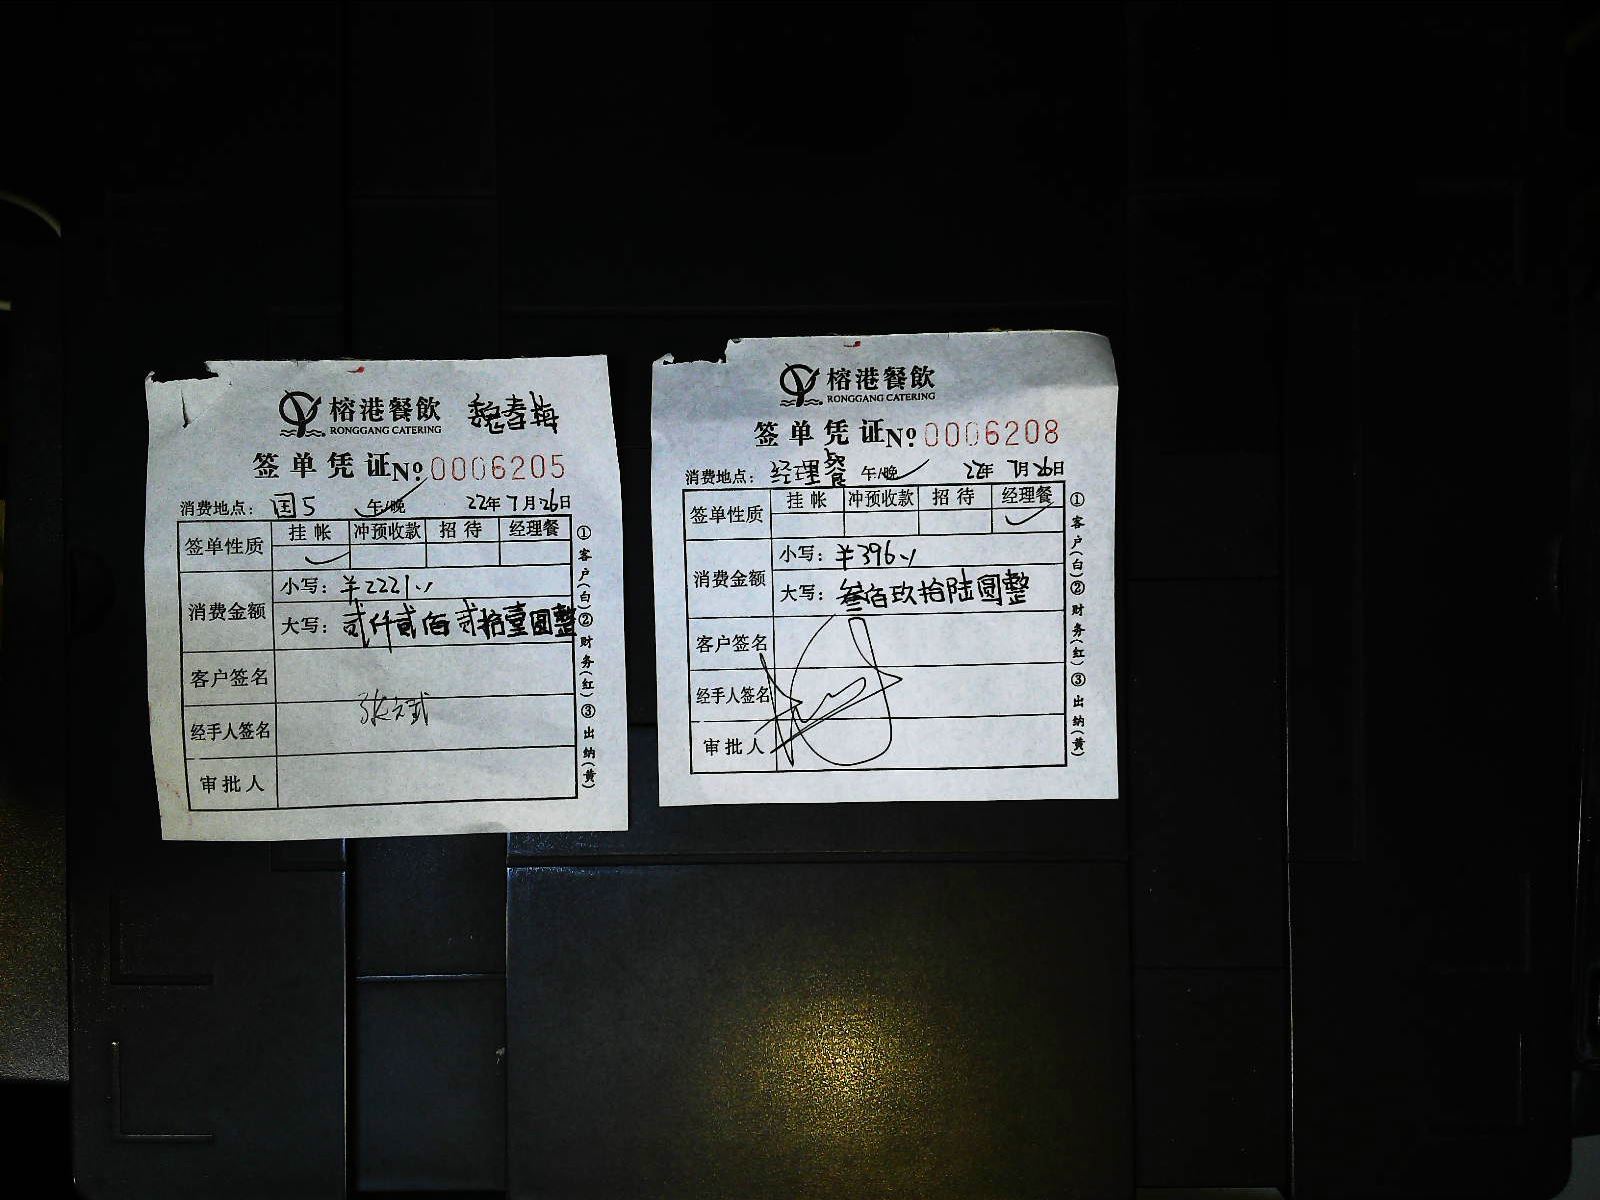 榕港餐飲 魏春梅
RONGGANG CATERING
签单凭证 № 0006205
消费地点: 国5 午/晚 22年7月26日
签单性质 挂帐 冲预收款 招待 经理餐
消费金额
小写: ¥2221.
大写: 贰仟贰佰贰拾壹圆整
客户签名
经手人签名
审批人
①客户(白)②财务(红)③出纳(黄)
榕港餐飲
RONGGANG CATERING
签单凭证 № 0006208
消费地点: 经理餐 午/晚 22年7月26日
签单性质 挂帐 冲预收款 招待 经理餐
消费金额
小写: ¥396.
大写: 叁佰玖拾陆圆整
客户签名
经手人签名
审批人
①客户(白)②财务(红)③出纳(黄)